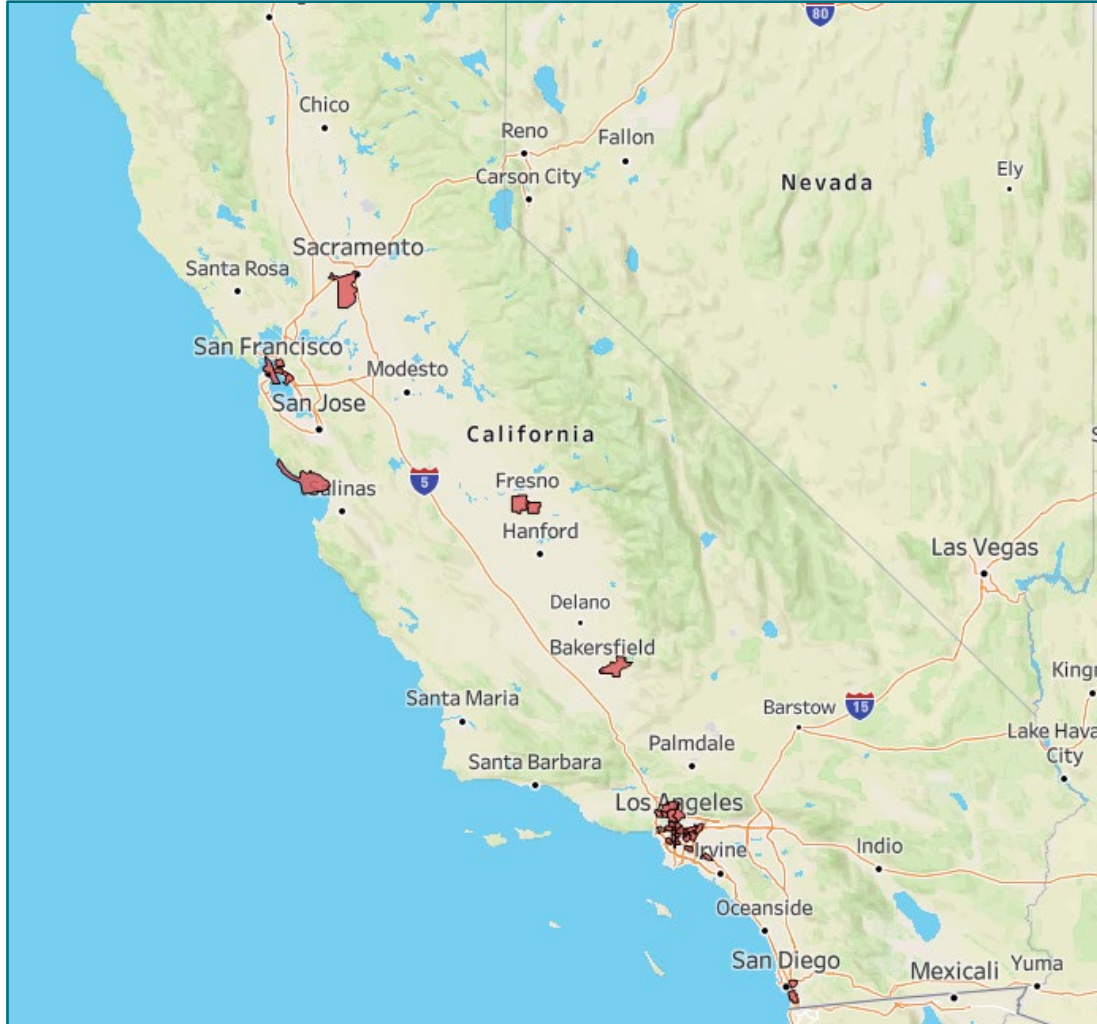 80
Chico
Reno
Fallon
Carson City
Nevada
Ely
Sacramento
Santa Rosa
San Francisco
Modesto
San Jose
California
5
Fresno
Salinas
Hanford
Las Vegas
Delano
Bakersfield
Santa Maria
Barstow
15
Palmdale
Lake Hava
City
Santa Barbara
Los Angeles
Irvine
Indio
Oceanside
San Diego
Mexicali
Yuma